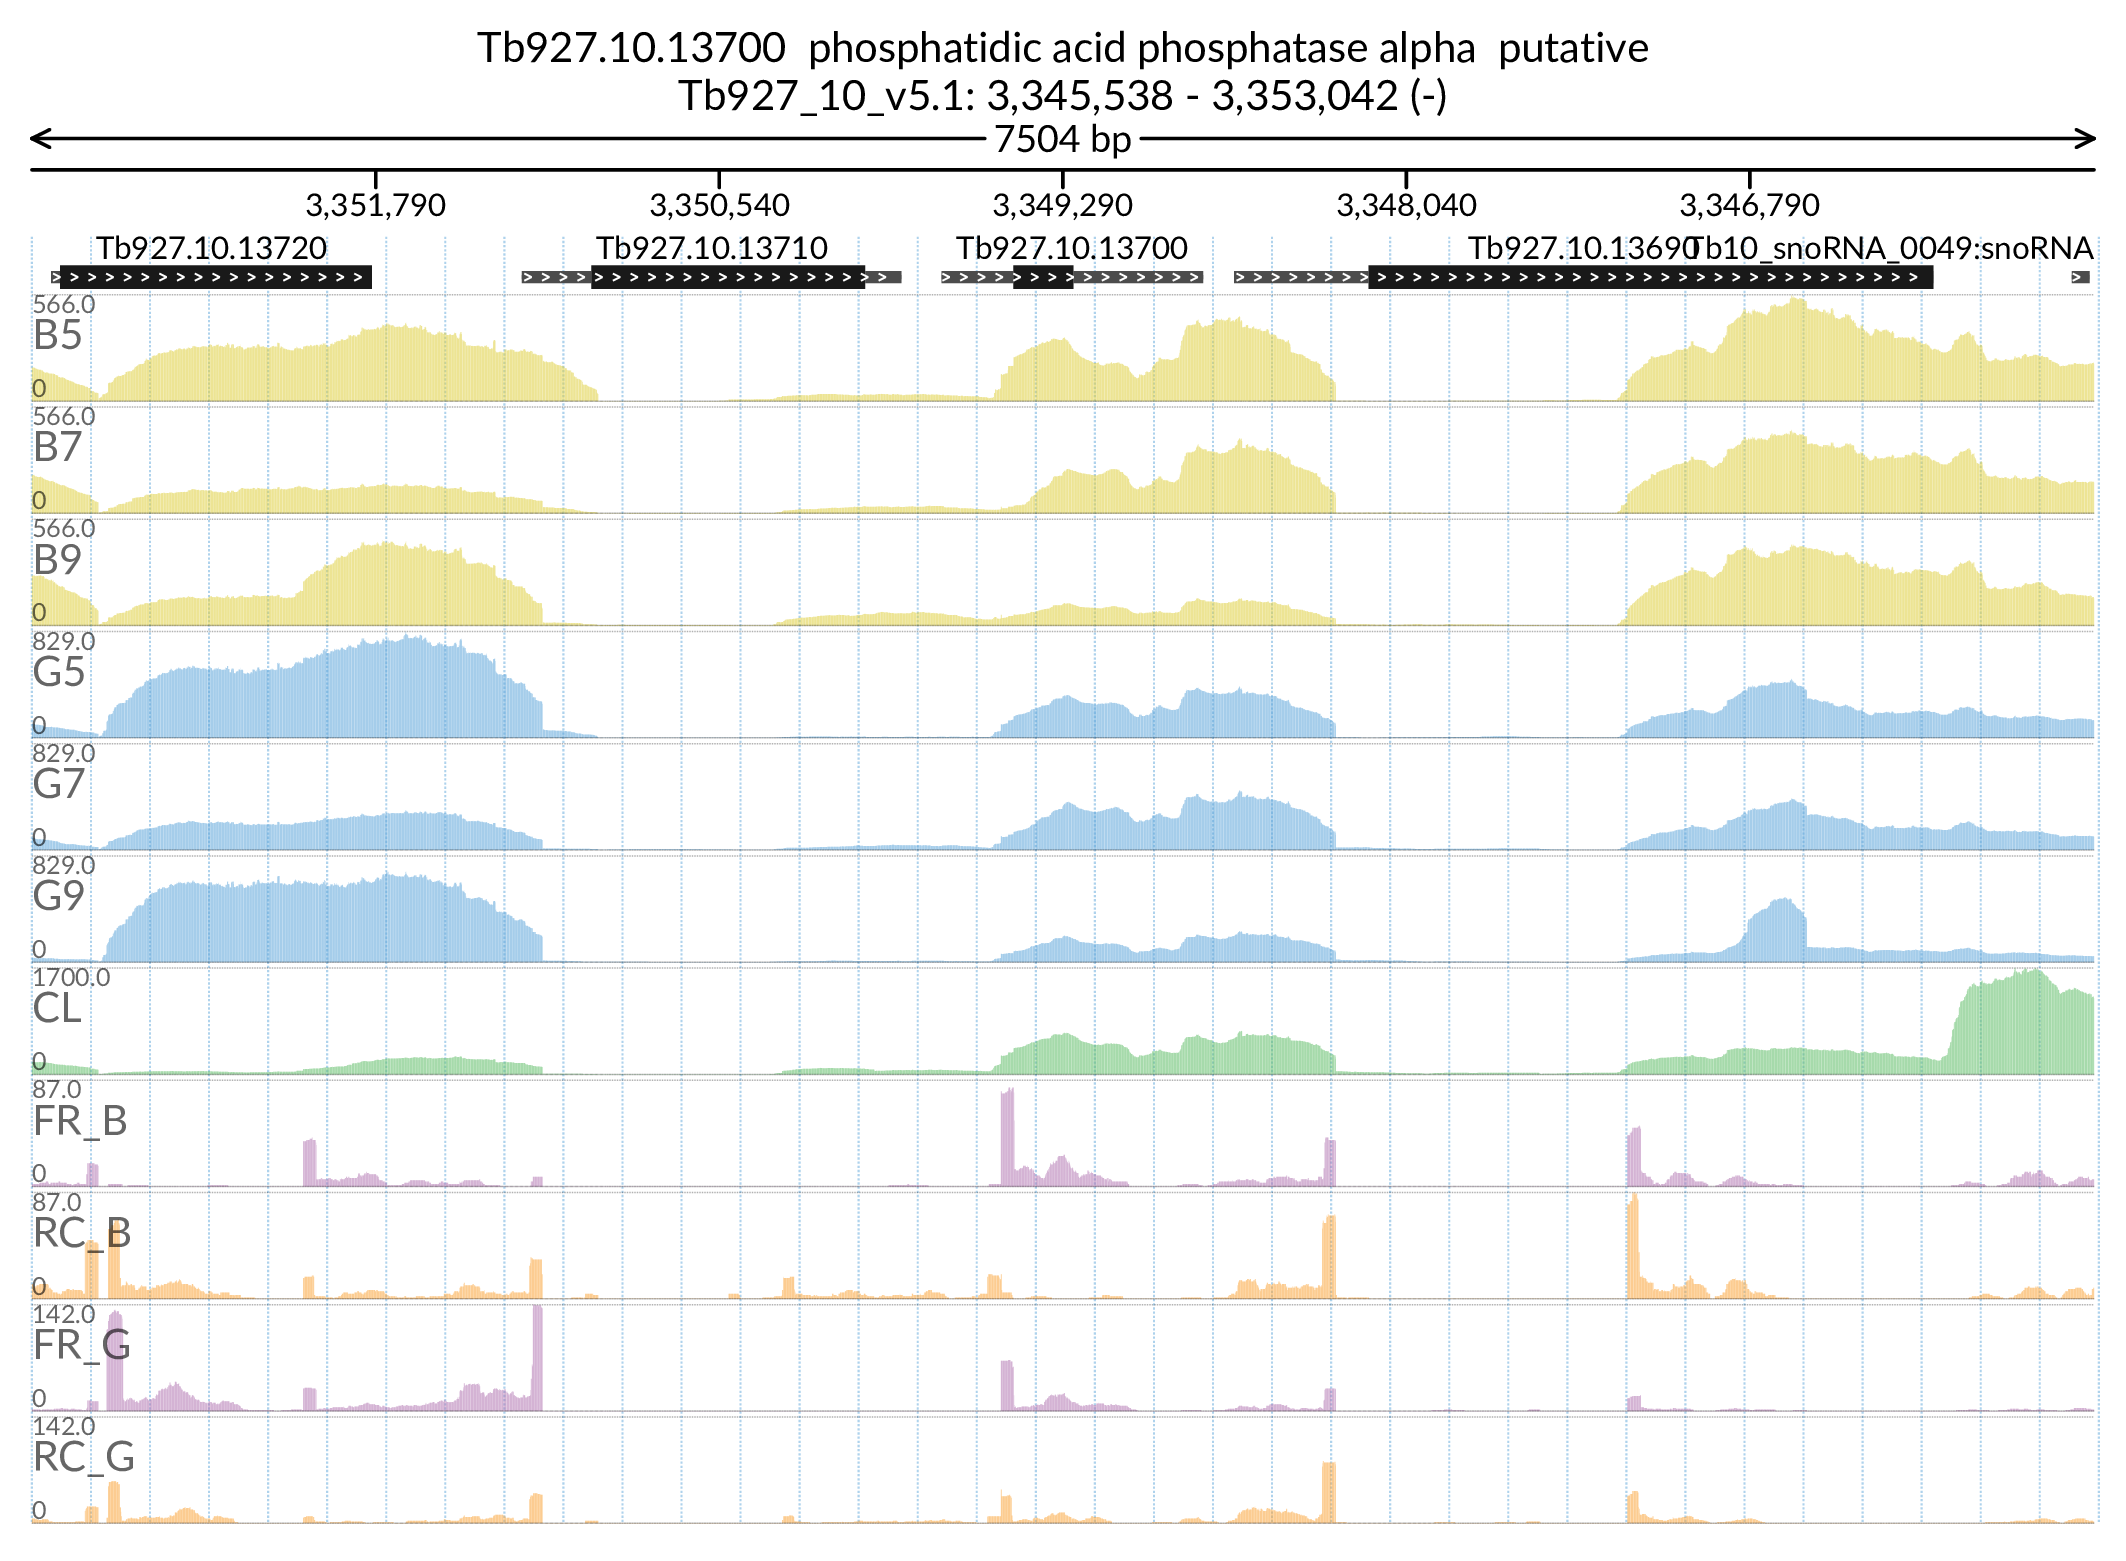 Tb927.10.13700 phosphatidic acid phosphatase alpha putative
Tb927_10_v5.1: 3,345,538 - 3,353,042 (-)
7504 bp
3,351,790 3,350,540 3,349,290 3,348,040 3,346,790
Tb927.10.13720 Tb927.10.13710 Tb927.10.13700 Tb927.10.13690 Tb10_snoRNA_0049:snoRNA
566.0
B5
0
566.0
B7
0
566.0
B9
0
829.0
G5
0
829.0
G7
0
829.0
G9
0
1700.0
CL
0
87.0
FR_B
0
87.0
RC_B
0
142.0
FR_G
0
142.0
RC_G
0